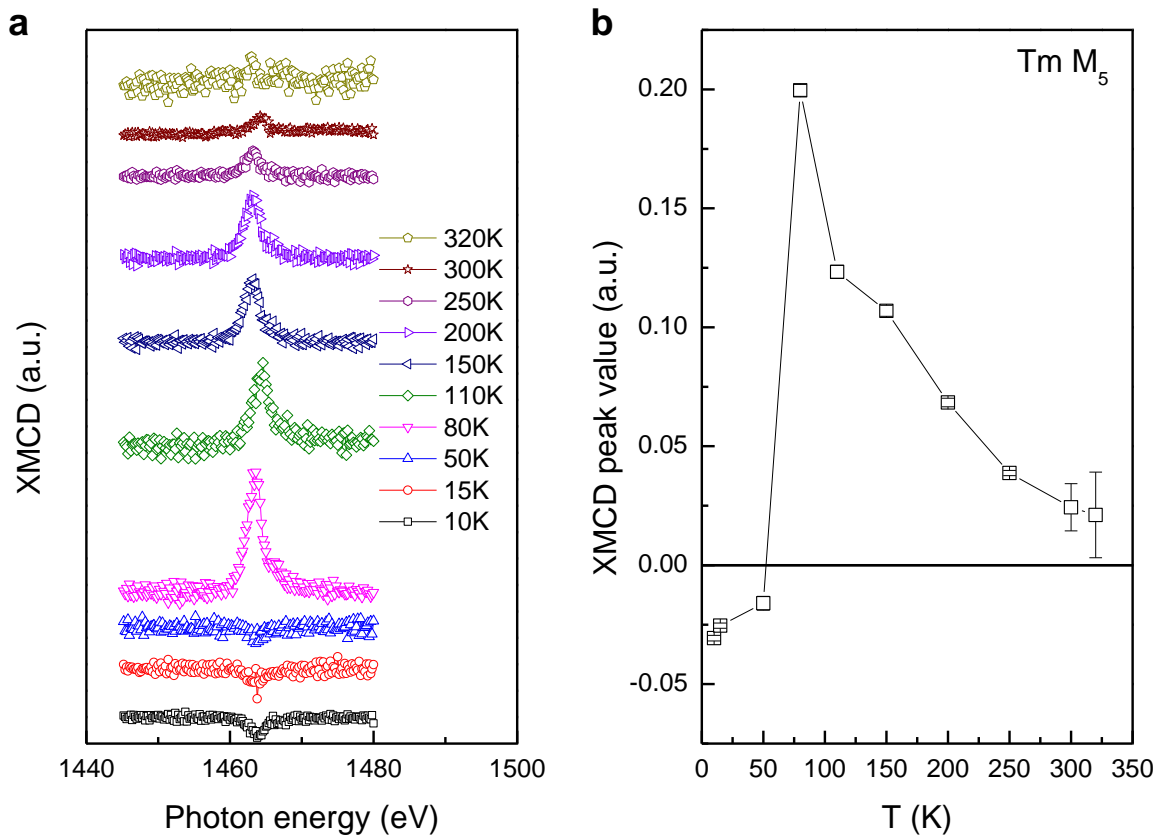 a
XMCD (a.u.)
320K
300K
250K
200K
150K
110K
80K
50K
15K
10K
1440 1460 1480 1500
Photon energy (eV)
b
Tm M5
XMCD peak value (a.u.)
0.20
0.15
0.10
0.05
0.00
-0.05
0 50 100 150 200 250 300 350
T (K)